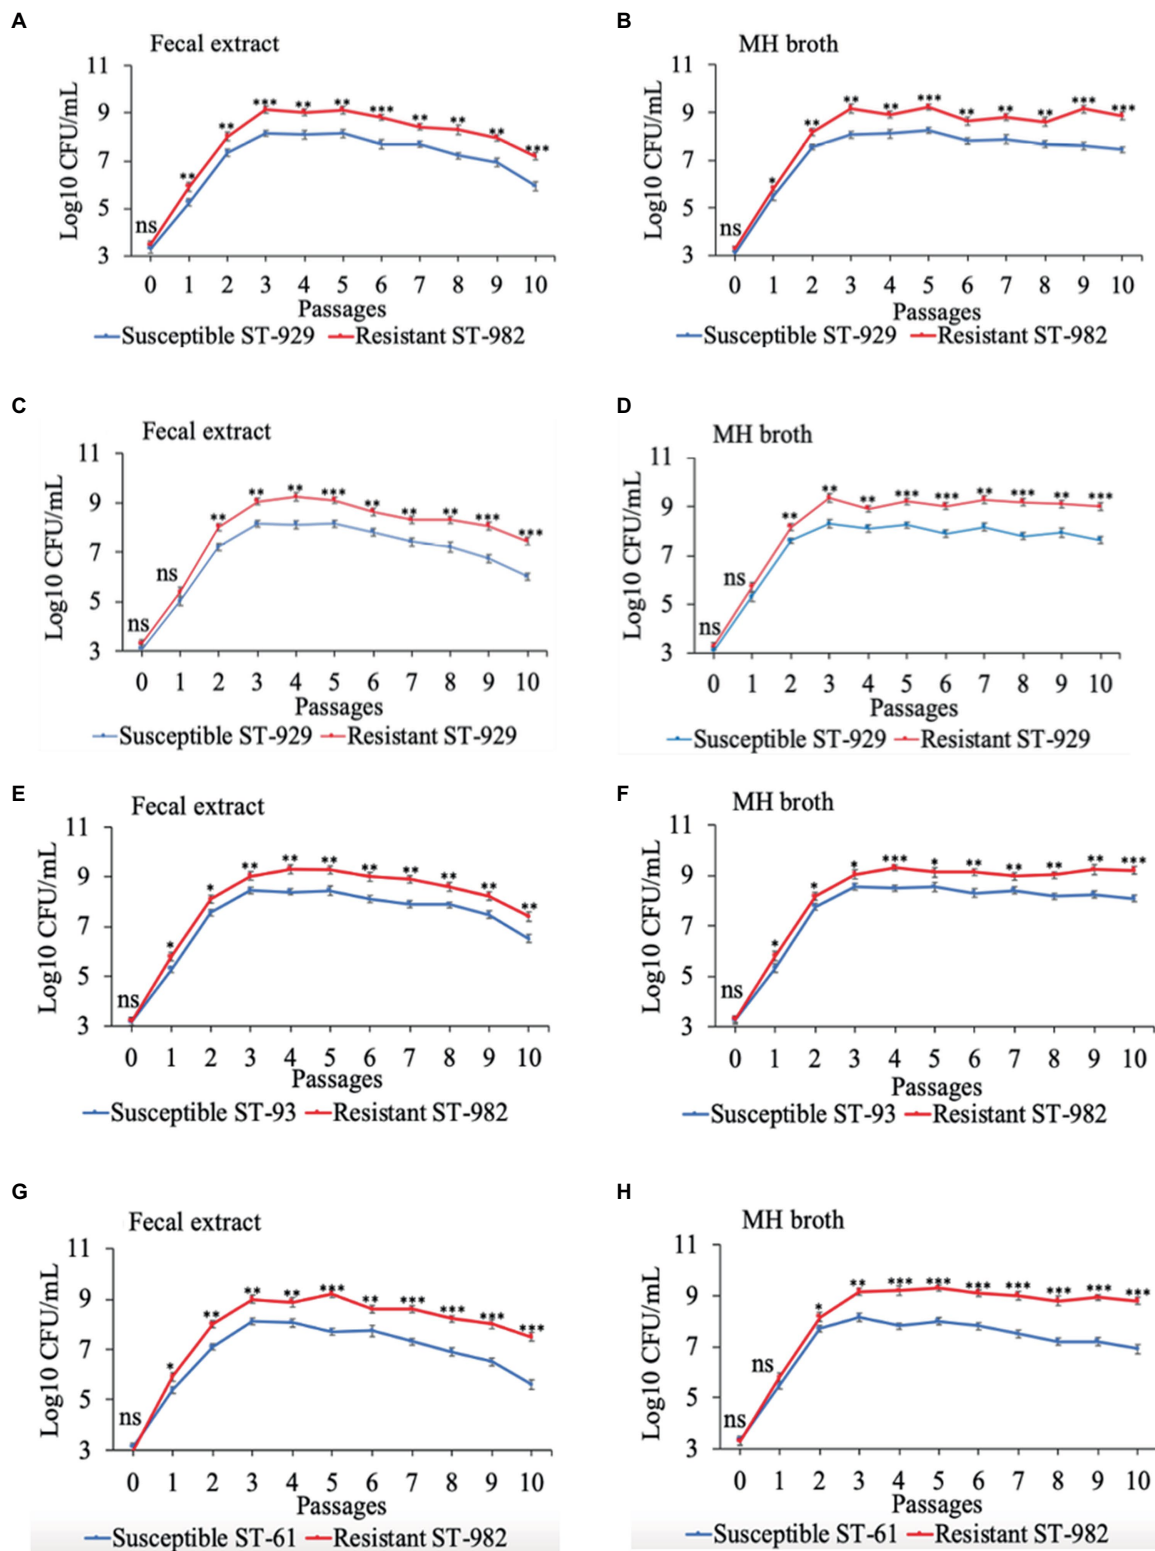 A
Fecal extract
Log10 CFU/mL
11
9
7
5
3
ns ** ** *** ** ** *** ** ** ** ***
0 1 2 3 4 5 6 7 8 9 10
Passages
Susceptible ST-929 Resistant ST-982
B
MH broth
Log10 CFU/mL
11
9
7
5
3
ns * ** ** ** *** ** ** ** *** ***
0 1 2 3 4 5 6 7 8 9 10
Passages
Susceptible ST-929 Resistant ST-982
C
Fecal extract
Log10 CFU/mL
11
9
7
5
3
ns ns ** ** ** *** ** ** ** ** ***
0 1 2 3 4 5 6 7 8 9 10
Passages
Susceptible ST-929 Resistant ST-929
D
MH broth
Log10 CFU/mL
11
9
7
5
3
ns ns ** ** ** *** *** ** *** ** ***
0 1 2 3 4 5 6 7 8 9 10
Passages
Susceptible ST-929 Resistant ST-929
E
Fecal extract
Log10 CFU/mL
11
9
7
5
3
ns * * ** ** ** ** ** ** ** **
0 1 2 3 4 5 6 7 8 9 10
Passages
Susceptible ST-93 Resistant ST-982
F
MH broth
Log10 CFU/mL
11
9
7
5
3
ns * * * *** * ** ** ** ** ***
0 1 2 3 4 5 6 7 8 9 10
Passages
Susceptible ST-93 Resistant ST-982
G
Fecal extract
Log10 CFU/mL
11
9
7
5
3
ns * ** ** ** *** ** *** *** *** ***
0 1 2 3 4 5 6 7 8 9 10
Passages
Susceptible ST-61 Resistant ST-982
H
MH broth
Log10 CFU/mL
11
9
7
5
3
ns ns * ** *** *** *** *** *** *** ***
0 1 2 3 4 5 6 7 8 9 10
Passages
Susceptible ST-61 Resistant ST-982